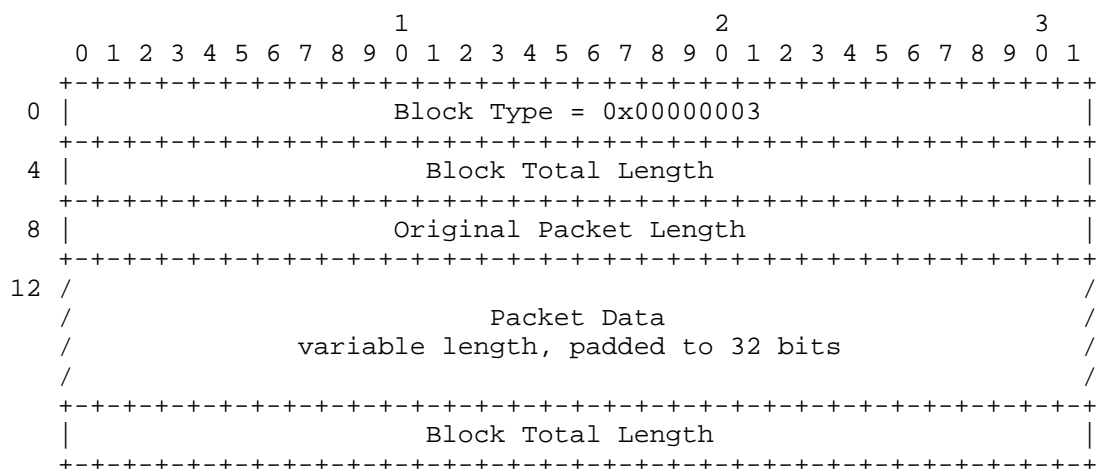 1                   2                   3
    0 1 2 3 4 5 6 7 8 9 0 1 2 3 4 5 6 7 8 9 0 1 2 3 4 5 6 7 8 9 0 1
   +-+-+-+-+-+-+-+-+-+-+-+-+-+-+-+-+-+-+-+-+-+-+-+-+-+-+-+-+-+-+-+-+
 0 |                    Block Type = 0x00000003                    |
   +-+-+-+-+-+-+-+-+-+-+-+-+-+-+-+-+-+-+-+-+-+-+-+-+-+-+-+-+-+-+-+-+
 4 |                      Block Total Length                       |
   +-+-+-+-+-+-+-+-+-+-+-+-+-+-+-+-+-+-+-+-+-+-+-+-+-+-+-+-+-+-+-+-+
 8 |                    Original Packet Length                     |
   +-+-+-+-+-+-+-+-+-+-+-+-+-+-+-+-+-+-+-+-+-+-+-+-+-+-+-+-+-+-+-+-+
12 /                                                               /
   /                          Packet Data                          /
   /              variable length, padded to 32 bits               /
   /                                                               /
   +-+-+-+-+-+-+-+-+-+-+-+-+-+-+-+-+-+-+-+-+-+-+-+-+-+-+-+-+-+-+-+-+
   |                      Block Total Length                       |
   +-+-+-+-+-+-+-+-+-+-+-+-+-+-+-+-+-+-+-+-+-+-+-+-+-+-+-+-+-+-+-+-+